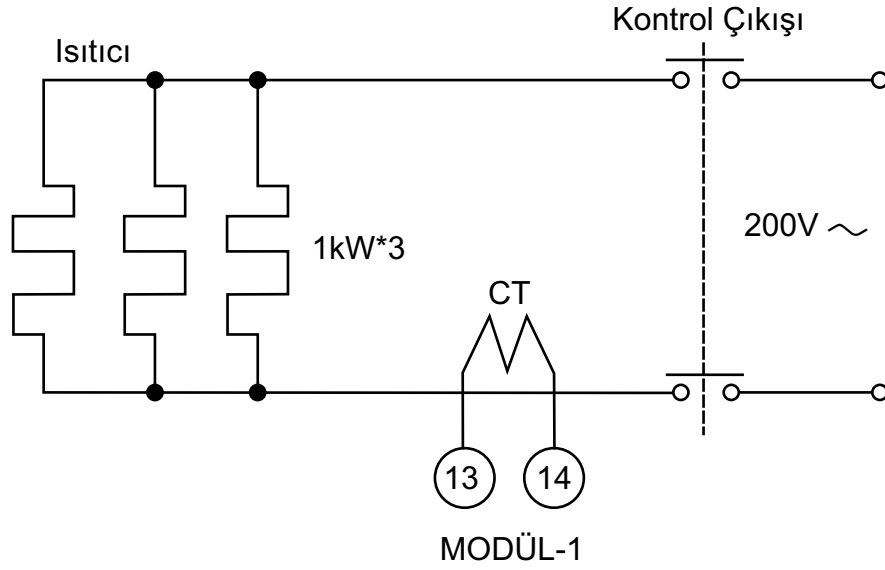 Kontrol Çıkışı
Isıtıcı
1kW*3
200V ~
CT
13
14
MODÜL-1